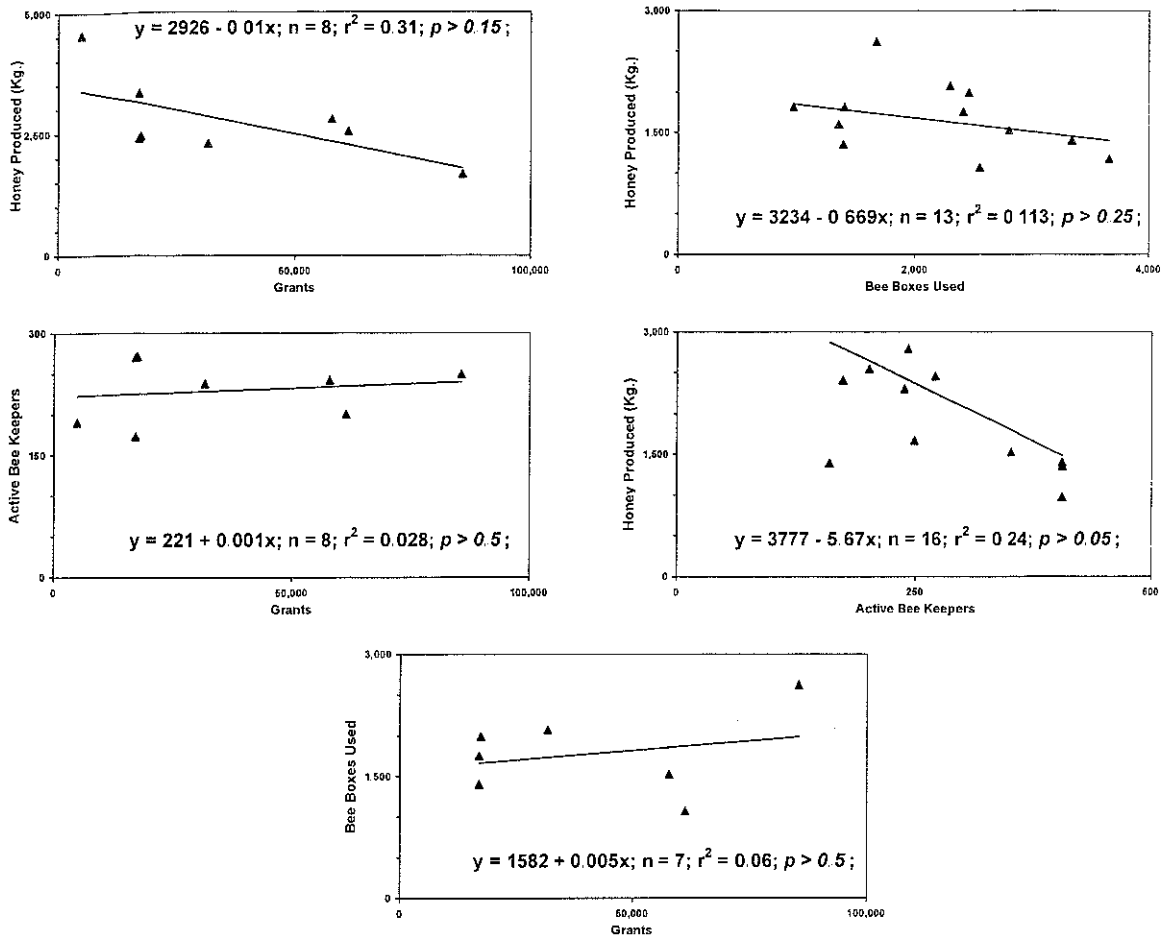 y = 2926 - 0.01x; n = 8; r² = 0.31; p > 0.15;
Honey Produced (Kg.)
5,000
2,500
0
0
50,000
100,000
Grants
y = 3234 - 0 669x; n = 13; r² = 0 113; p > 0.25;
Honey Produced (Kg.)
3,000
1,500
0
0
2,000
4,000
Bee Boxes Used
y = 221 + 0.001x; n = 8; r² = 0.028; p > 0.5;
Active Bee Keepers
300
150
0
0
50,000
100,000
Grants
y = 3777 - 5.67x; n = 16; r² = 0 24; p > 0.05;
Honey Produced (Kg.)
3,000
1,500
0
0
250
500
Active Bee Keepers
y = 1582 + 0.005x; n = 7; r² = 0.06; p > 0.5;
Bee Boxes Used
3,000
1,500
0
0
50,000
100,000
Grants